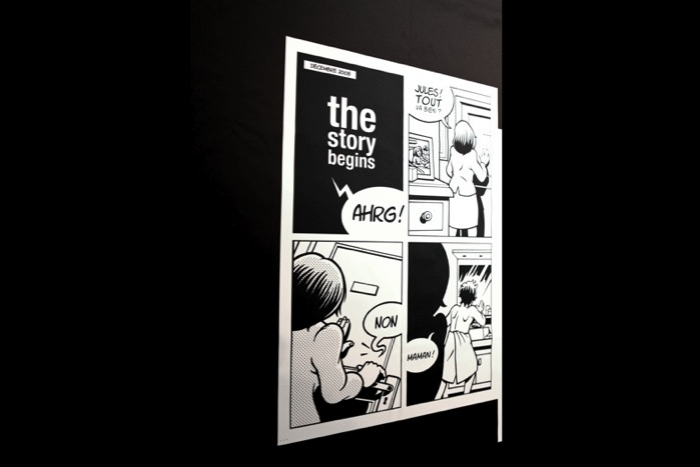 DÉCEMBRE 2008
the
story
begins
AHRG!
JULES!
TOUT
VA BIEN?
NON
MAMAN!